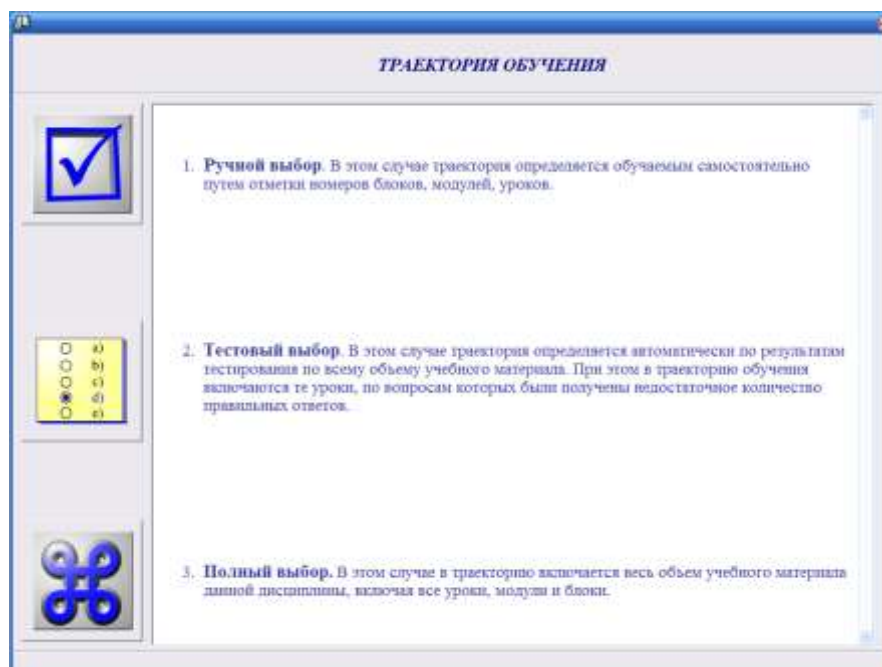 ТРАЕКТОРИЯ ОБУЧЕНИЯ
1. Ручной выбор. В этом случае траектория определяется обучаемым самостоятельно
путем отметки номеров блоков, модулей, уроков.
a)
b)
c)
d)
e)
2. Тестовый выбор. В этом случае траектория определяется автоматически по результатам
тестирования по всему объему учебного материала. При этом в траекторию обучения
включаются те уроки, по вопросам которых были получены недостаточное количество
правильных ответов.
3. Полный выбор. В этом случае в траекторию включается весь объем учебного материала
данной дисциплины, включая все уроки, модули и блоки.